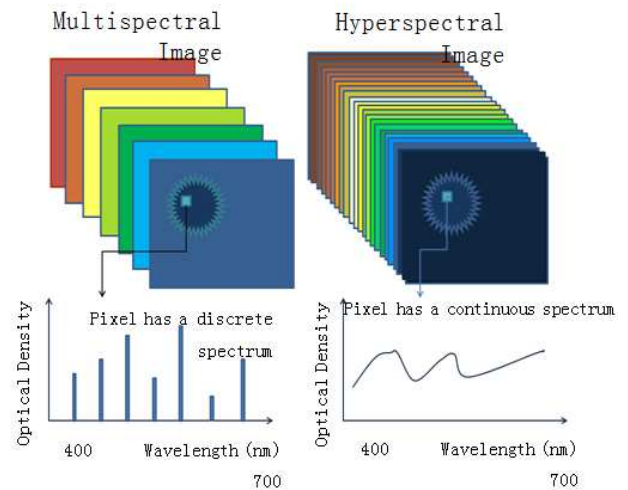 Multispectral
Image
Hyperspectral
Image
Pixel has a discrete
spectrum
Optical Density
400
Wavelength (nm)
700
Pixel has a continuous spectrum
Optical Density
400
Wavelength (nm)
700